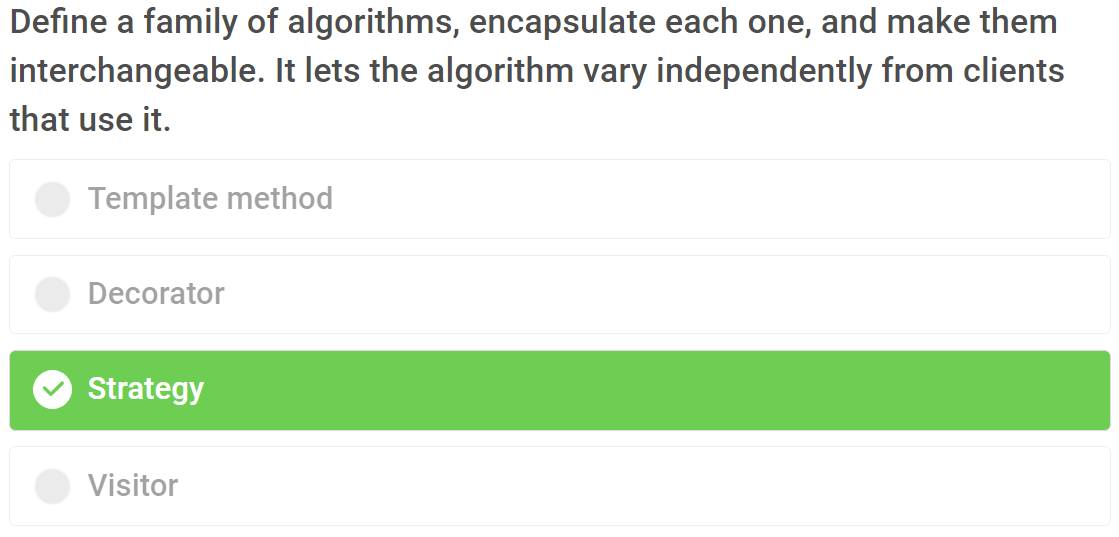 Define a family of algorithms, encapsulate each one, and make them
interchangeable. It lets the algorithm vary independently from clients
that use it.
Template method
Decorator
Strategy
Visitor